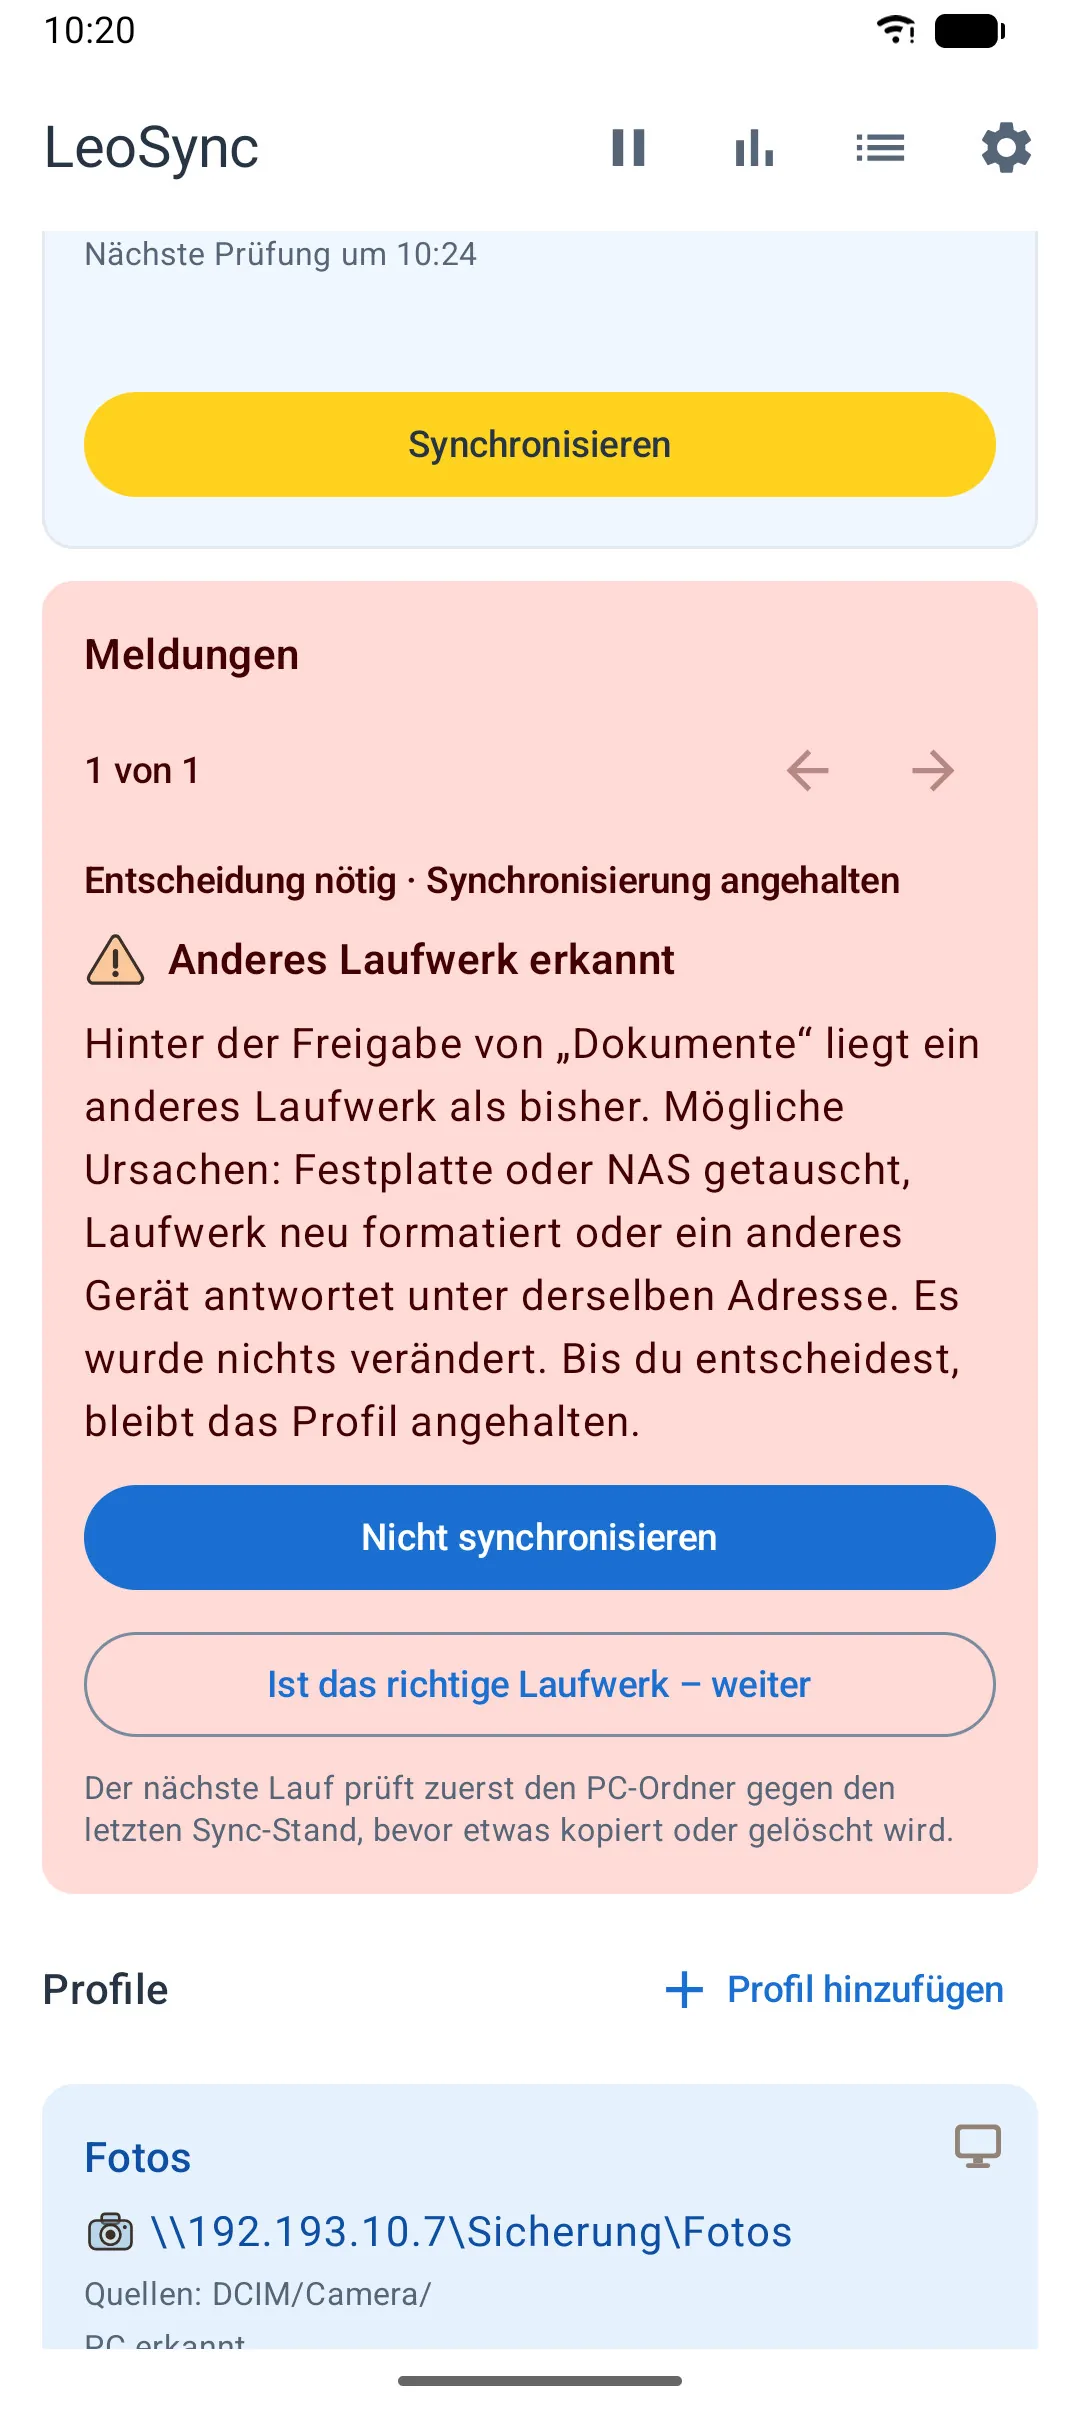 10:20
LeoSync
Nächste Prüfung um 10:24
Synchronisieren
Meldungen
1 von 1
Entscheidung nötig · Synchronisierung angehalten
Anderes Laufwerk erkannt
Hinter der Freigabe von „Dokumente“ liegt ein
anderes Laufwerk als bisher. Mögliche
Ursachen: Festplatte oder NAS getauscht,
Laufwerk neu formatiert oder ein anderes
Gerät antwortet unter derselben Adresse. Es
wurde nichts verändert. Bis du entscheidest,
bleibt das Profil angehalten.
Nicht synchronisieren
Ist das richtige Laufwerk – weiter
Der nächste Lauf prüft zuerst den PC-Ordner gegen den
letzten Sync-Stand, bevor etwas kopiert oder gelöscht wird.
Profile
Profil hinzufügen
Fotos
\\192.193.10.7\Sicherung\Fotos
Quellen: DCIM/Camera/
PC erkannt